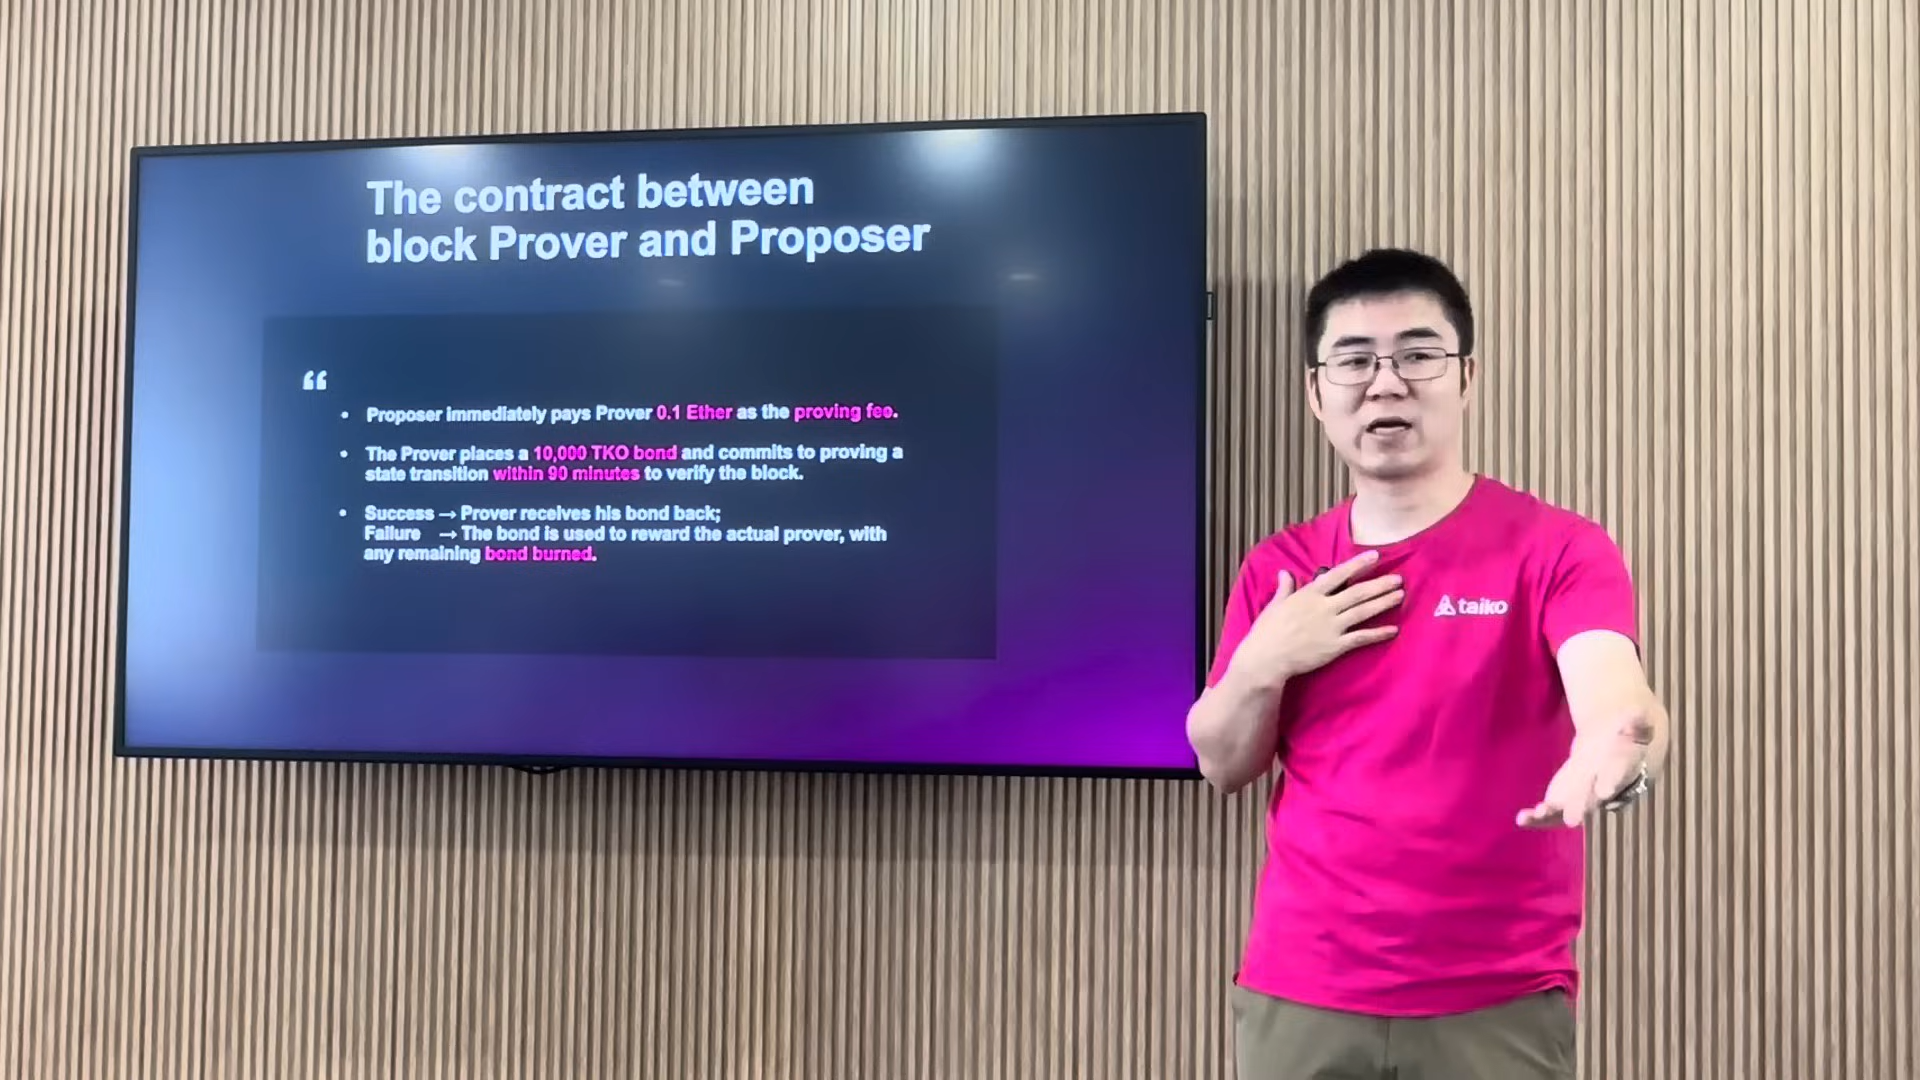 The contract between
block Prover and Proposer
“
• Proposer immediately pays Prover 0.1 Ether as the proving fee.
• The Prover places a 10,000 TKO bond and commits to proving a
state transition within 90 minutes to verify the block.
• Success → Prover receives his bond back;
Failure → The bond is used to reward the actual prover, with
any remaining bond burned.
taiko